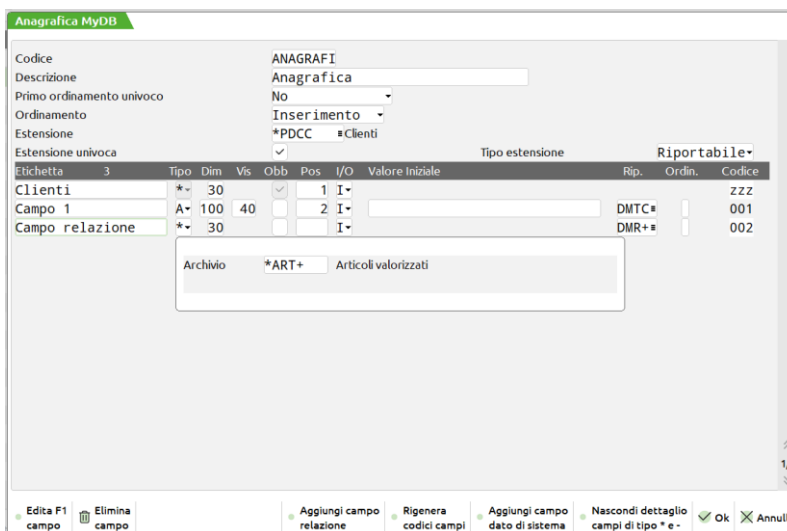 Anagrafica MyDB
Codice ANAGRAFI
Descrizione Anagrafica
Primo ordinamento univoco No
Ordinamento Inserimento
Estensione *PDCC Clienti
Estensione univoca Tipo estensione Riportabile
Etichetta 3 Tipo Dim Vis Obb Pos I/O Valore Iniziale Rip. Ordin. Codice
Clienti * 30 1 I zzz
Campo 1 A 100 40 2 I DMTC 001
Campo relazione * 30 I DMR+ 002
Archivio *ART+ Articoli valorizzati
Edita F1 campo
Elimina campo
Aggiungi campo relazione
Rigenera codici campi
Aggiungi campo dato di sistema
Nascondi dettaglio campi di tipo * e -
Ok
Annull